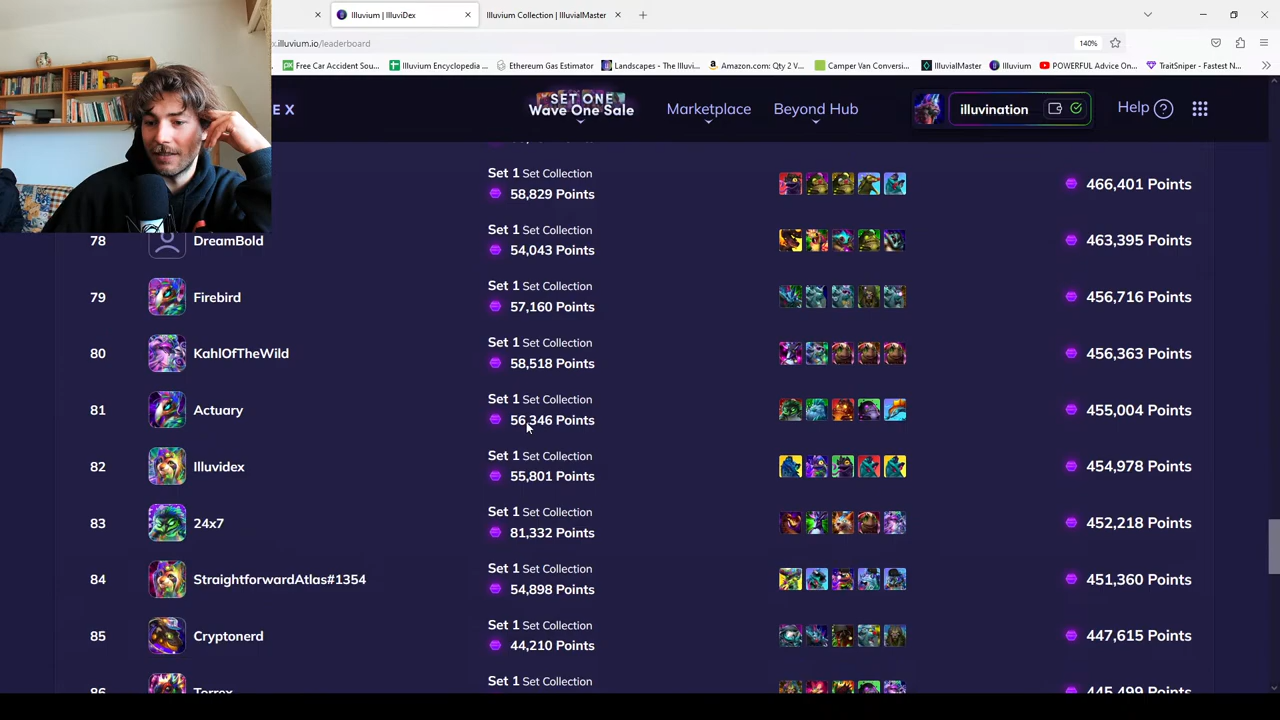 Illuvium | IlluviDex
Illuvium Collection | IlluvialMaster
.illuvium.io/leaderboard
140%
Free Car Accident Sou...
Illuvium Encyclopedia ...
Ethereum Gas Estimator
Landscapes - The Illuvi...
Amazon.com: Qty 2 V...
Camper Van Conversi...
IlluvialMaster
Illuvium
POWERFUL Advice On...
TraitSniper - Fastest N...
EX
SET ONE
Wave One Sale
Marketplace
Beyond Hub
illuvination
Help ?
Set 1 Set Collection
58,829 Points
466,401 Points
78
DreamBold
Set 1 Set Collection
54,043 Points
463,395 Points
79
Firebird
Set 1 Set Collection
57,160 Points
456,716 Points
80
KahlOfTheWild
Set 1 Set Collection
58,518 Points
456,363 Points
81
Actuary
Set 1 Set Collection
56,346 Points
455,004 Points
82
Illuvidex
Set 1 Set Collection
55,801 Points
454,978 Points
83
24x7
Set 1 Set Collection
81,332 Points
452,218 Points
84
StraightforwardAtlas#1354
Set 1 Set Collection
54,898 Points
451,360 Points
85
Cryptonerd
Set 1 Set Collection
44,210 Points
447,615 Points
86
Torrex
Set 1 Set Collection
445,499 Points